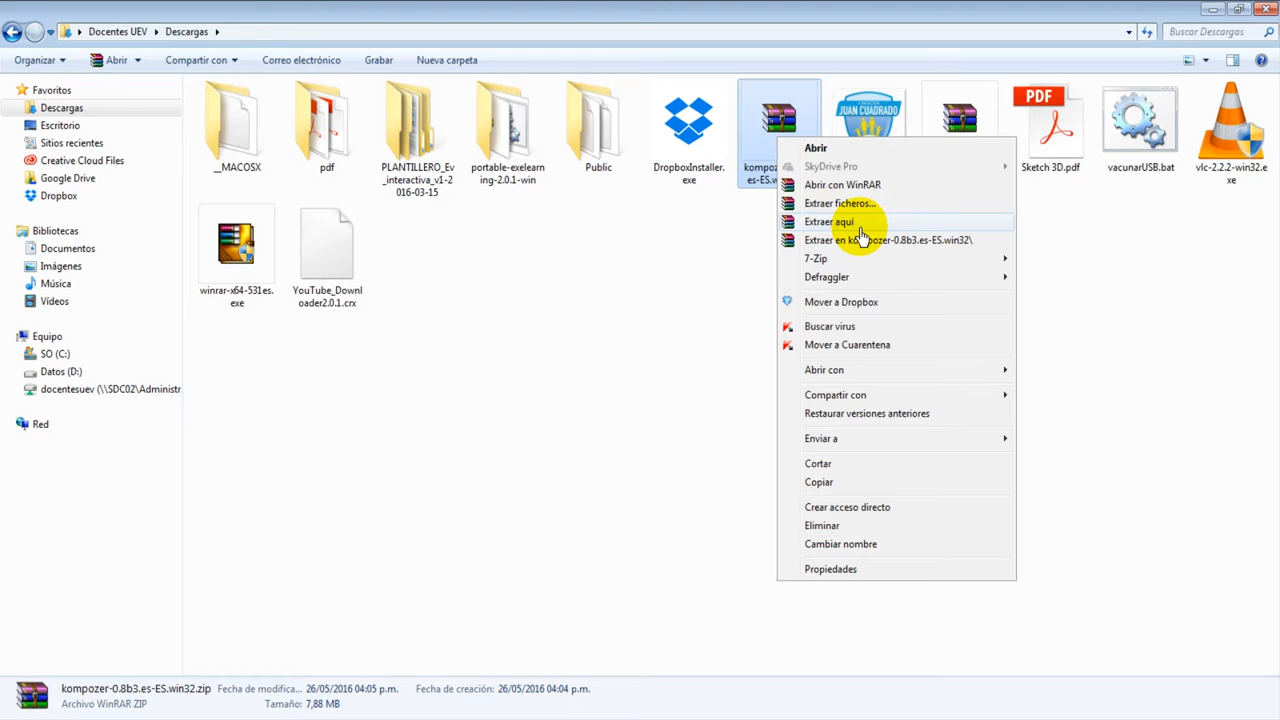 Docentes UEV
Descargas
Buscar Descargas
Organizar
Abrir
Compartir con
Correo electrónico
Grabar
Nueva carpeta
Favoritos
Descargas
Escritorio
Sitios recientes
Creative Cloud Files
Google Drive
Dropbox
Bibliotecas
Documentos
Imágenes
Música
Vídeos
Equipo
SO (C:)
Datos (D:)
docentesuev (\\SDC02\Administr
Red
__MACOSX
pdf
PLANTILLERO_Ev
_interactiva_v1-2
016-03-15
portable-exelearn
ing-2.0.1-win
Public
DropboxInstaller.
exe
kompoz
es-ES.w
JUAN CUADRADO
PDF
Sketch 3D.pdf
vacunarUSB.bat
vlc-2.2.2-win32.e
xe
winrar-x64-531es.
exe
YouTube_Downl
oader2.0.1.crx
Abrir
SkyDrive Pro
Abrir con WinRAR
Extraer ficheros...
Extraer aquí
Extraer en kompozer-0.8b3.es-ES.win32\
7-Zip
Defraggler
Mover a Dropbox
Buscar virus
Mover a Cuarentena
Abrir con
Compartir con
Restaurar versiones anteriores
Enviar a
Cortar
Copiar
Crear acceso directo
Eliminar
Cambiar nombre
Propiedades
kompozer-0.8b3.es-ES.win32.zip
Fecha de modifica... 26/05/2016 04:05 p.m.
Fecha de creación: 26/05/2016 04:04 p.m.
Archivo WinRAR ZIP
Tamaño: 7,88 MB